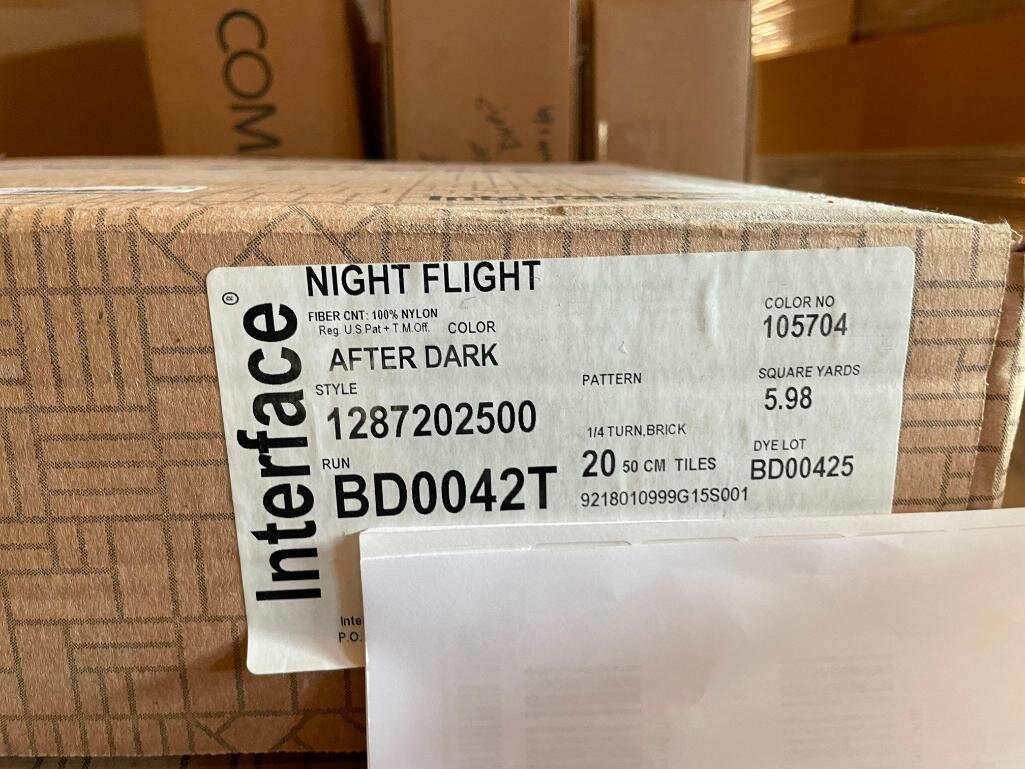 COM
Interface®
NIGHT FLIGHT
FIBER CNT: 100% NYLON
Reg. U.S.Pat + T.M.Off.
COLOR
AFTER DARK
COLOR NO
105704
STYLE
1287202500
PATTERN
SQUARE YARDS
5.98
1/4 TURN,BRICK
RUN
BD0042T
20 50 CM TILES
DYE LOT
BD00425
9218010999G15S001
Inte
P.O.